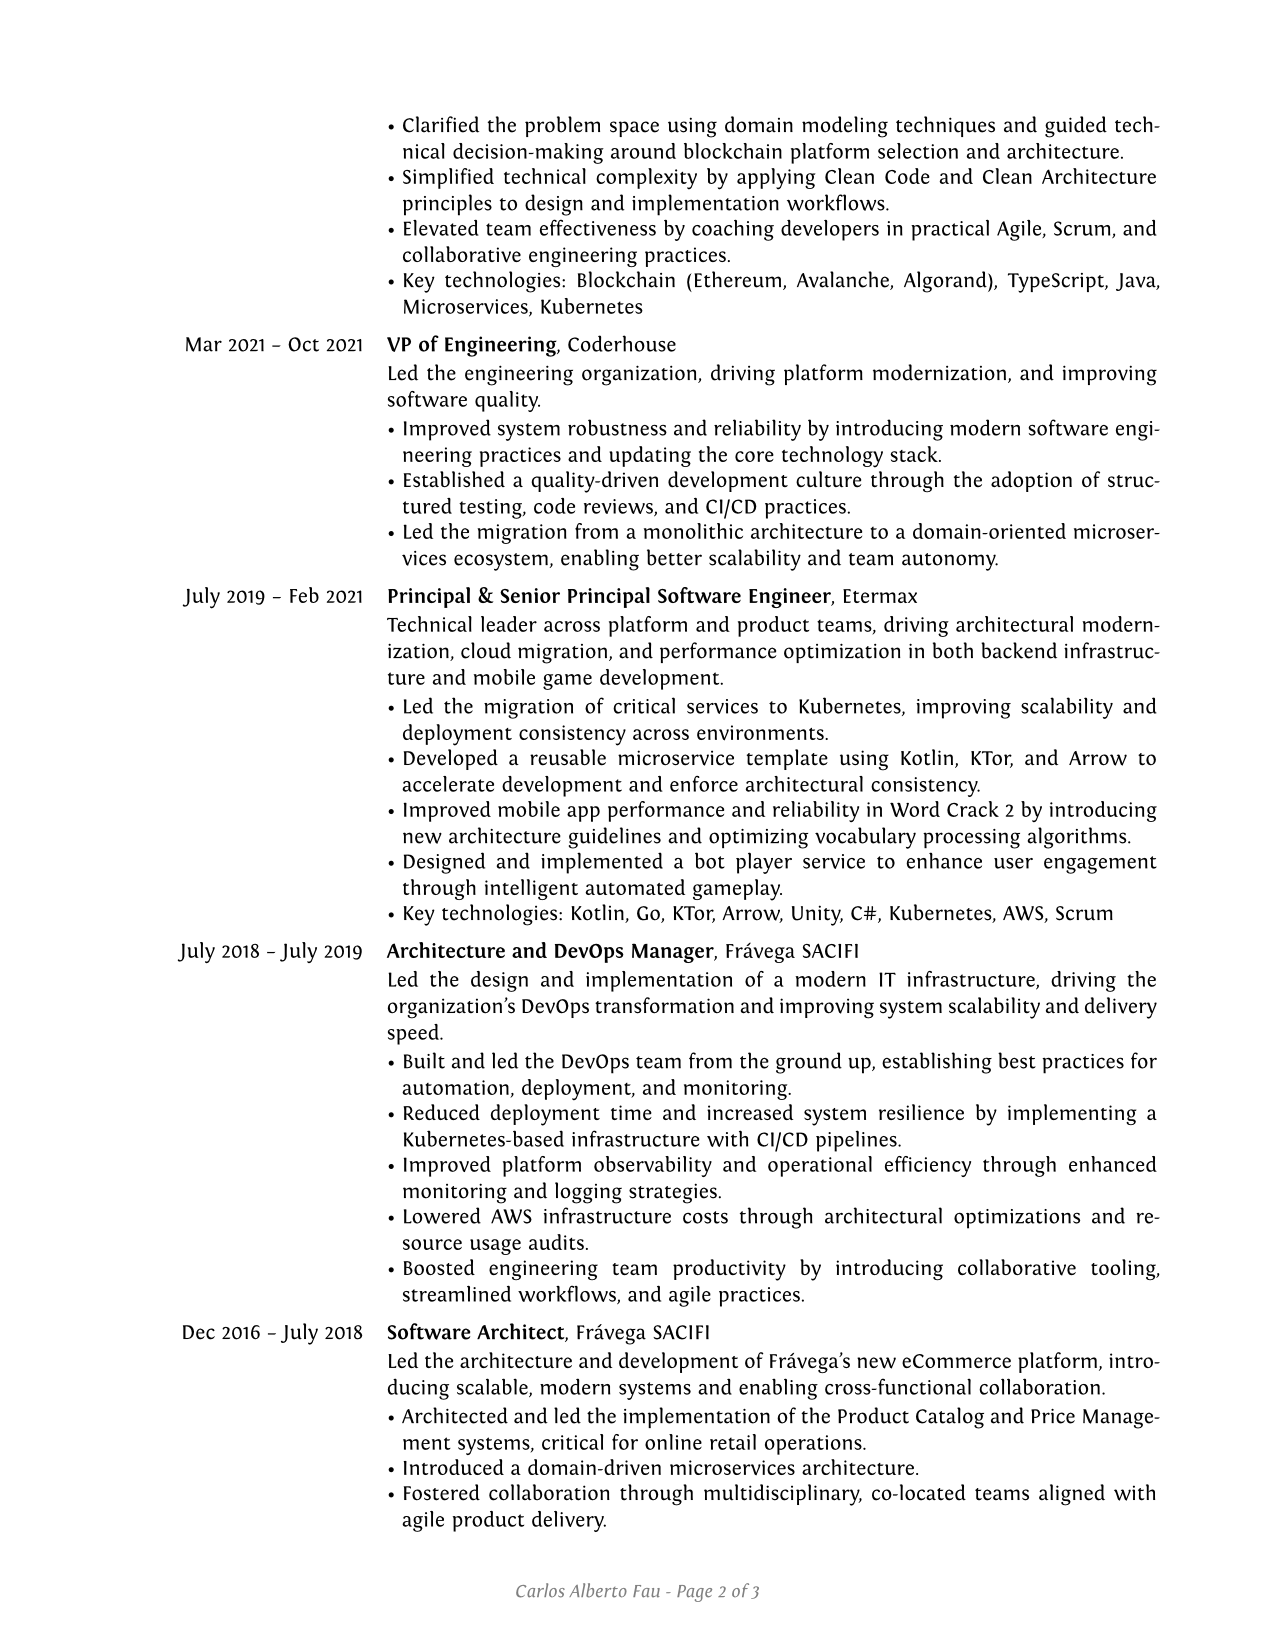 • Clarified the problem space using domain modeling techniques and guided tech-
nical decision-making around blockchain platform selection and architecture.
• Simplified technical complexity by applying Clean Code and Clean Architecture
principles to design and implementation workflows.
• Elevated team effectiveness by coaching developers in practical Agile, Scrum, and
collaborative engineering practices.
• Key technologies: Blockchain (Ethereum, Avalanche, Algorand), TypeScript, Java,
Microservices, Kubernetes
Mar 2021 – Oct 2021 VP of Engineering, Coderhouse
Led the engineering organization, driving platform modernization, and improving
software quality.
• Improved system robustness and reliability by introducing modern software engi-
neering practices and updating the core technology stack.
• Established a quality-driven development culture through the adoption of struc-
tured testing, code reviews, and CI/CD practices.
• Led the migration from a monolithic architecture to a domain-oriented microser-
vices ecosystem, enabling better scalability and team autonomy.
July 2019 – Feb 2021 Principal & Senior Principal Software Engineer, Etermax
Technical leader across platform and product teams, driving architectural modern-
ization, cloud migration, and performance optimization in both backend infrastruc-
ture and mobile game development.
• Led the migration of critical services to Kubernetes, improving scalability and
deployment consistency across environments.
• Developed a reusable microservice template using Kotlin, KTor, and Arrow to
accelerate development and enforce architectural consistency.
• Improved mobile app performance and reliability in Word Crack 2 by introducing
new architecture guidelines and optimizing vocabulary processing algorithms.
• Designed and implemented a bot player service to enhance user engagement
through intelligent automated gameplay.
• Key technologies: Kotlin, Go, KTor, Arrow, Unity, C#, Kubernetes, AWS, Scrum
July 2018 – July 2019 Architecture and DevOps Manager, Frávega SACIFI
Led the design and implementation of a modern IT infrastructure, driving the
organization’s DevOps transformation and improving system scalability and delivery
speed.
• Built and led the DevOps team from the ground up, establishing best practices for
automation, deployment, and monitoring.
• Reduced deployment time and increased system resilience by implementing a
Kubernetes-based infrastructure with CI/CD pipelines.
• Improved platform observability and operational efficiency through enhanced
monitoring and logging strategies.
• Lowered AWS infrastructure costs through architectural optimizations and re-
source usage audits.
• Boosted engineering team productivity by introducing collaborative tooling,
streamlined workflows, and agile practices.
Dec 2016 – July 2018 Software Architect, Frávega SACIFI
Led the architecture and development of Frávega’s new eCommerce platform, intro-
ducing scalable, modern systems and enabling cross-functional collaboration.
• Architected and led the implementation of the Product Catalog and Price Manage-
ment systems, critical for online retail operations.
• Introduced a domain-driven microservices architecture.
• Fostered collaboration through multidisciplinary, co-located teams aligned with
agile product delivery.
Carlos Alberto Fau - Page 2 of 3